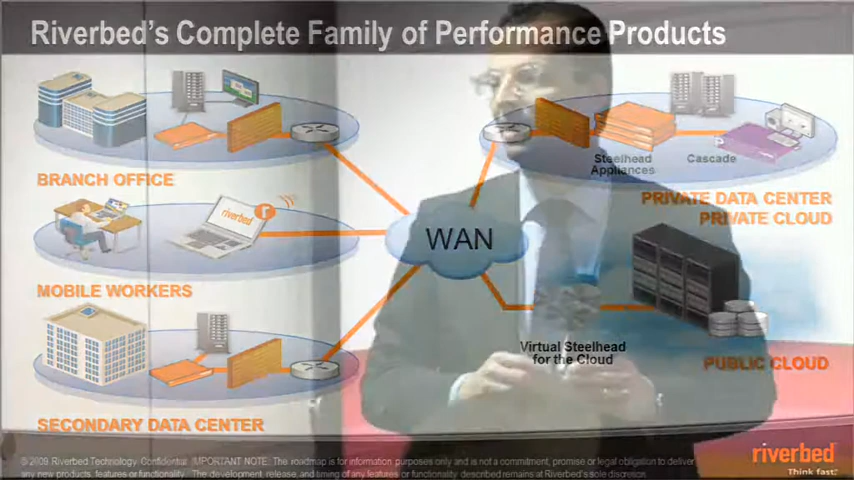 Riverbed's Complete Family of Performance Products
BRANCH OFFICE
Steelhead
Appliances
Cascade
PRIVATE DATA CENTER
PRIVATE CLOUD
riverbed
WAN
MOBILE WORKERS
Virtual Steelhead
for the Cloud
PUBLIC CLOUD
SECONDARY DATA CENTER
© 2009 Riverbed Technology. Confidential. IMPORTANT NOTE: The roadmap is for information purposes only and is not a commitment, promise or legal obligation to deliver
any new products, features or functionality. The development, release, and timing of any features or functionality described remains at Riverbed's sole discretion
riverbed
Think fast.